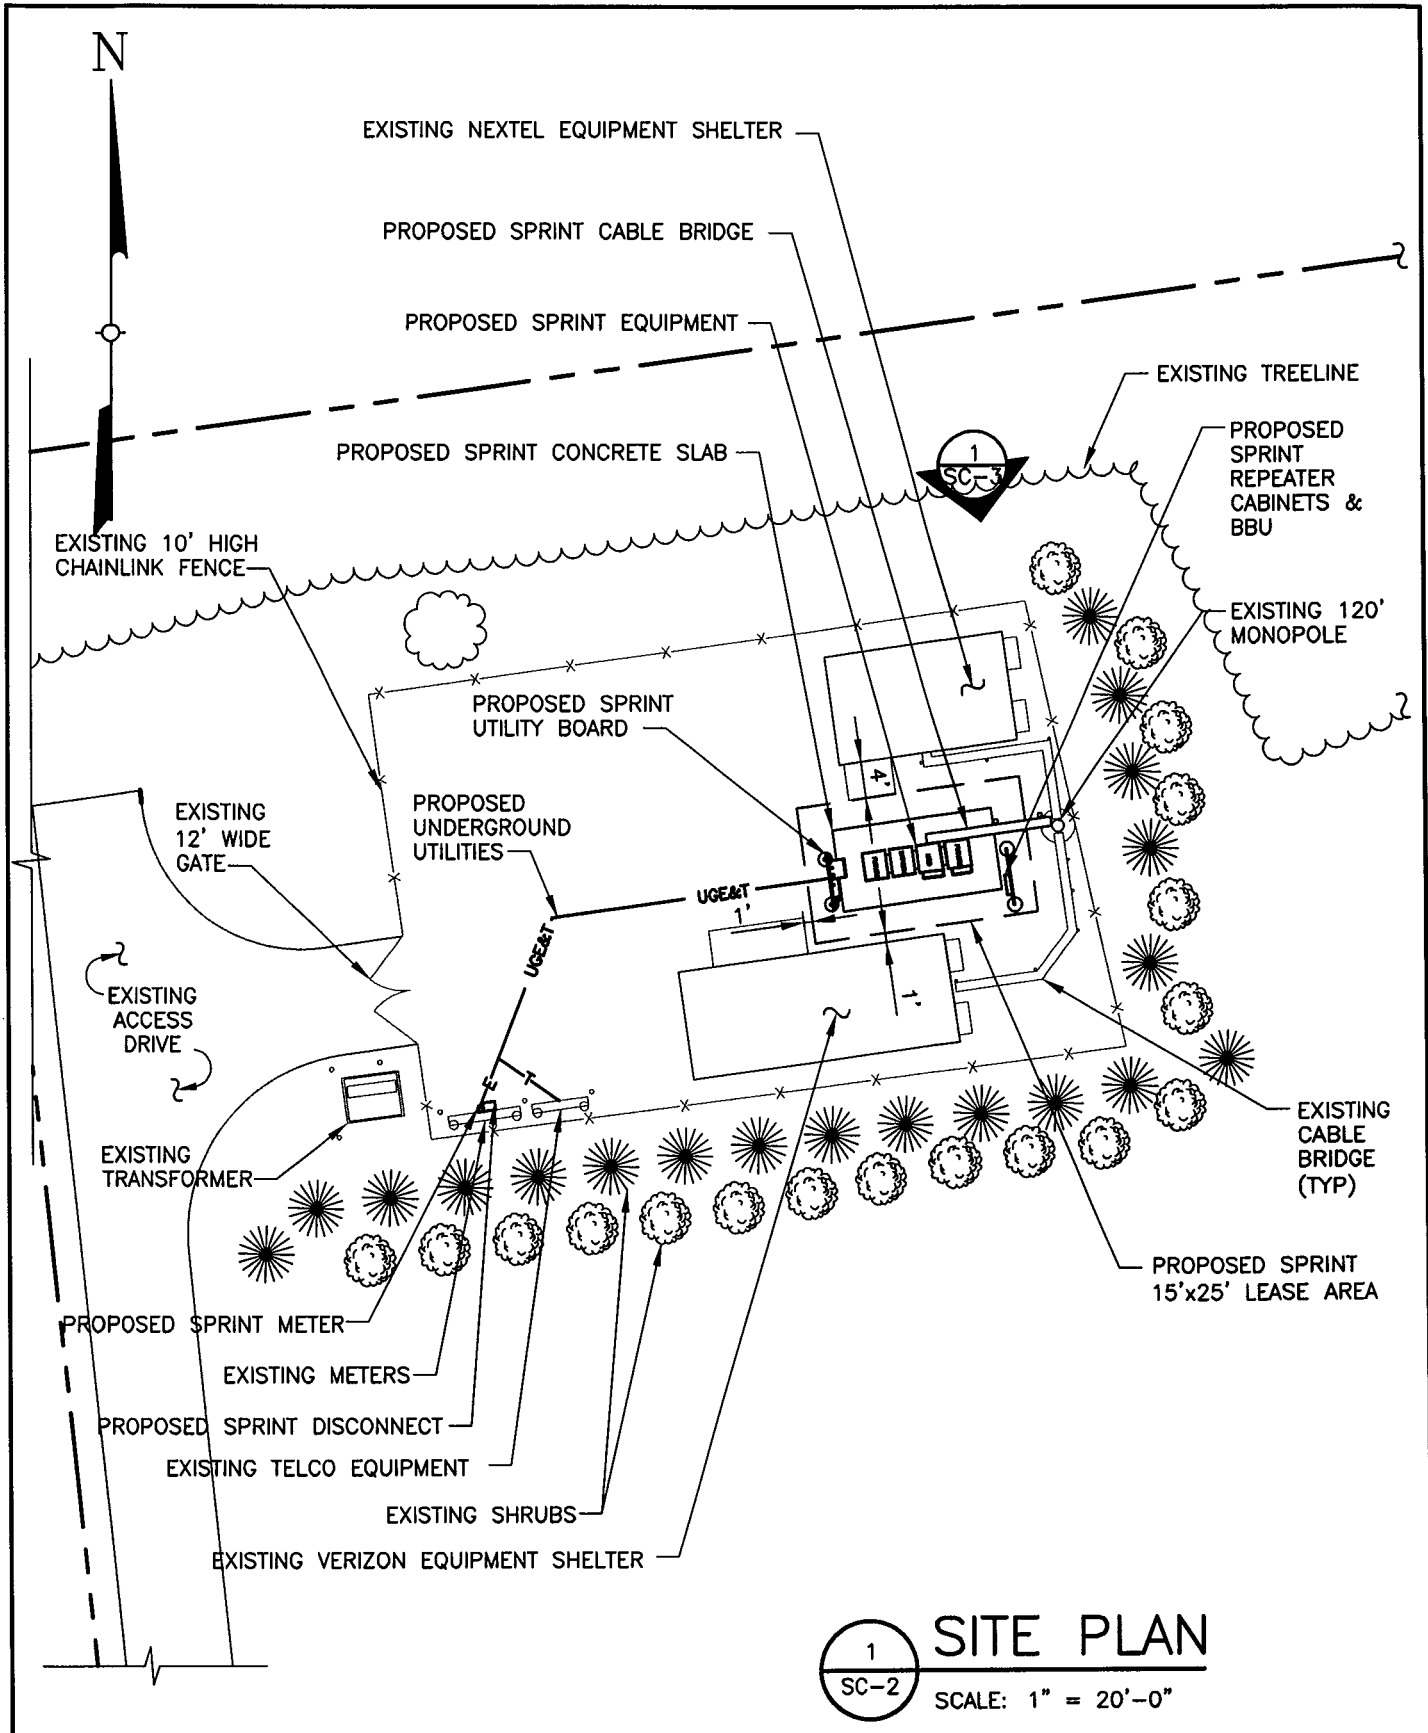 N
EXISTING NEXTEL EQUIPMENT SHELTER
PROPOSED SPRINT CABLE BRIDGE
PROPOSED SPRINT EQUIPMENT
EXISTING TREELINE
PROPOSED
SPRINT
REPEATER
CABINETS &
BBU
PROPOSED SPRINT CONCRETE SLAB
1
SC-3
EXISTING 10' HIGH
CHAINLINK FENCE
EXISTING 120'
MONOPOLE
PROPOSED SPRINT
UTILITY BOARD
4'
EXISTING
12' WIDE
GATE
PROPOSED
UNDERGROUND
UTILITIES
UGE&T
1'
UGE&T
1'
EXISTING
ACCESS
DRIVE
E
T
EXISTING
TRANSFORMER
EXISTING
CABLE
BRIDGE
(TYP)
PROPOSED SPRINT
15'x25' LEASE AREA
PROPOSED SPRINT METER
EXISTING METERS
PROPOSED SPRINT DISCONNECT
EXISTING TELCO EQUIPMENT
EXISTING SHRUBS
EXISTING VERIZON EQUIPMENT SHELTER
1
SC-2
SITE PLAN
SCALE: 1" = 20'-0"